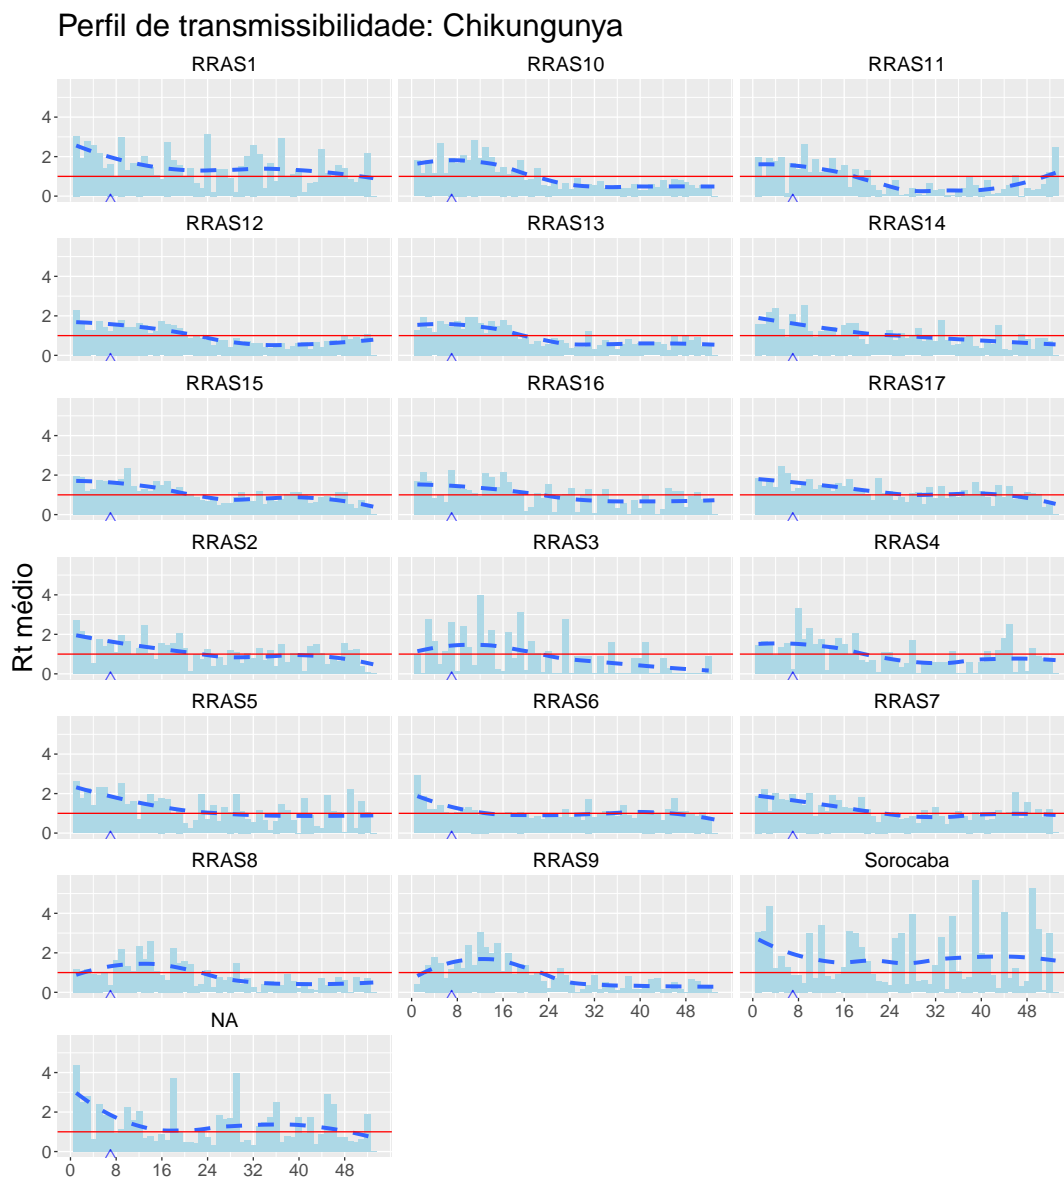 Perfil de transmissibilidade: Chikungunya
RRAS1 RRAS10 RRAS11
4
2
0
RRAS12 RRAS13 RRAS14
4
2
0
RRAS15 RRAS16 RRAS17
4
2
0
RRAS2 RRAS3 RRAS4
4
2
0
Rt médio
RRAS5 RRAS6 RRAS7
4
2
0
RRAS8 RRAS9 Sorocaba
4
2
0
0 8 16 24 32 40 48 0 8 16 24 32 40 48
NA
4
2
0
0 8 16 24 32 40 48